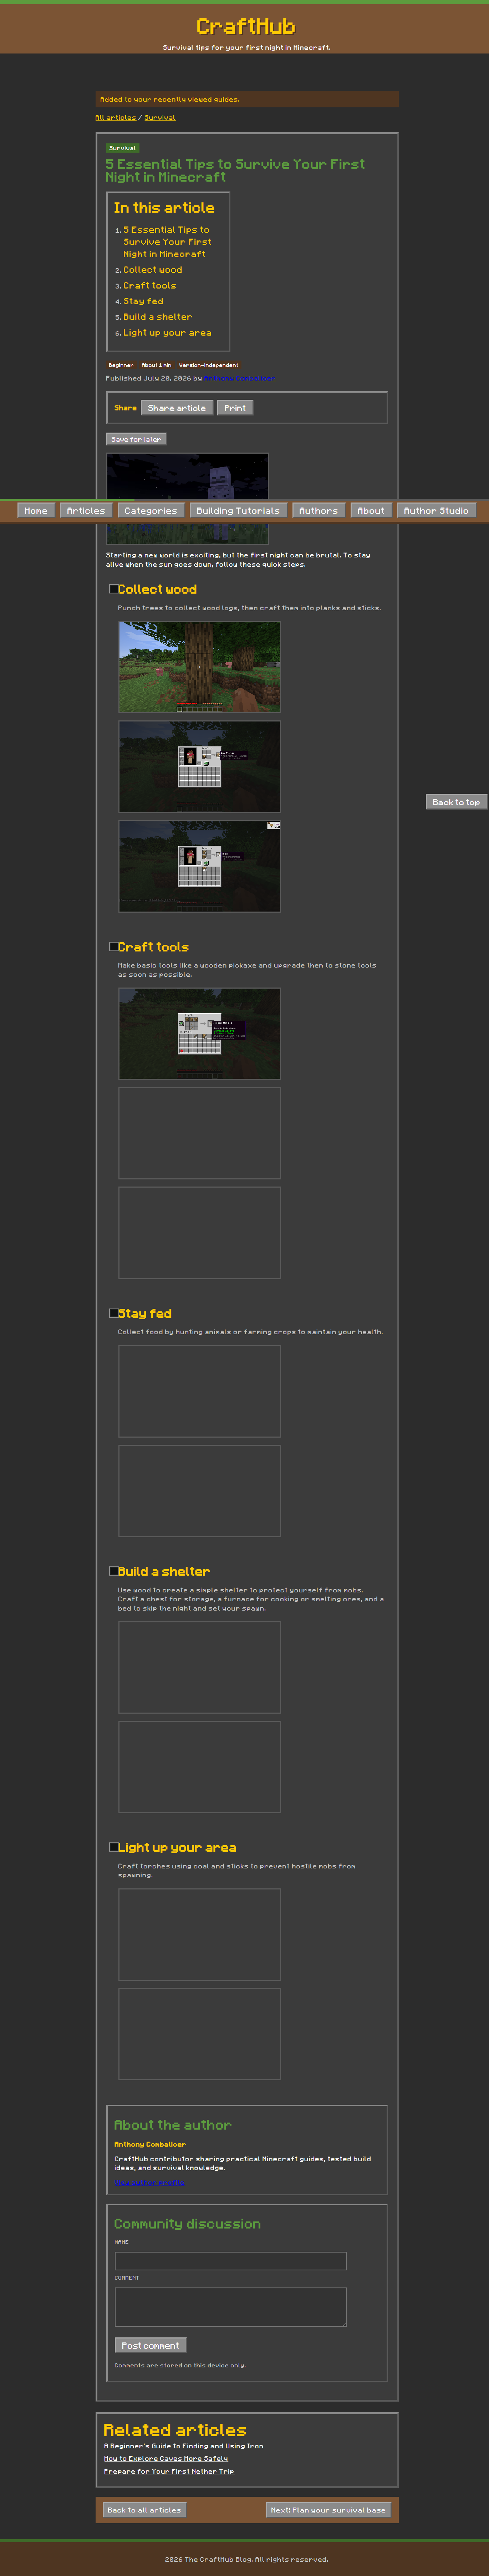 CraftHub
Survival tips for your first night in Minecraft.
Added to your recently viewed guides.
All articles / Survival
Survival
5 Essential Tips to Survive Your First
Night in Minecraft
In this article
1. 5 Essential Tips to
Survive Your First
Night in Minecraft
2. Collect wood
3. Craft tools
4. Stay fed
5. Build a shelter
6. Light up your area
Beginner About 1 min Version-independent
Published July 20, 2026 by Anthony Combalicer
Share Share article Print
Save for later
Home Articles Categories Building Tutorials Authors About Author Studio
Starting a new world is exciting, but the first night can be brutal. To stay
alive when the sun goes down, follow these quick steps.
Collect wood
Punch trees to collect wood logs, then craft them into planks and sticks.
Back to top
Craft tools
Make basic tools like a wooden pickaxe and upgrade them to stone tools
as soon as possible.
Stay fed
Collect food by hunting animals or farming crops to maintain your health.
Build a shelter
Use wood to create a simple shelter to protect yourself from mobs.
Craft a chest for storage, a furnace for cooking or smelting ores, and a
bed to skip the night and set your spawn.
Light up your area
Craft torches using coal and sticks to prevent hostile mobs from
spawning.
About the author
Anthony Combalicer
CraftHub contributor sharing practical Minecraft guides, tested build
ideas, and survival knowledge.
View author profile
Community discussion
NAME
COMMENT
Post comment
Comments are stored on this device only.
Related articles
A Beginner's Guide to Finding and Using Iron
How to Explore Caves More Safely
Prepare for Your First Nether Trip
Back to all articles Next: Plan your survival base
2026 The CraftHub Blog. All rights reserved.